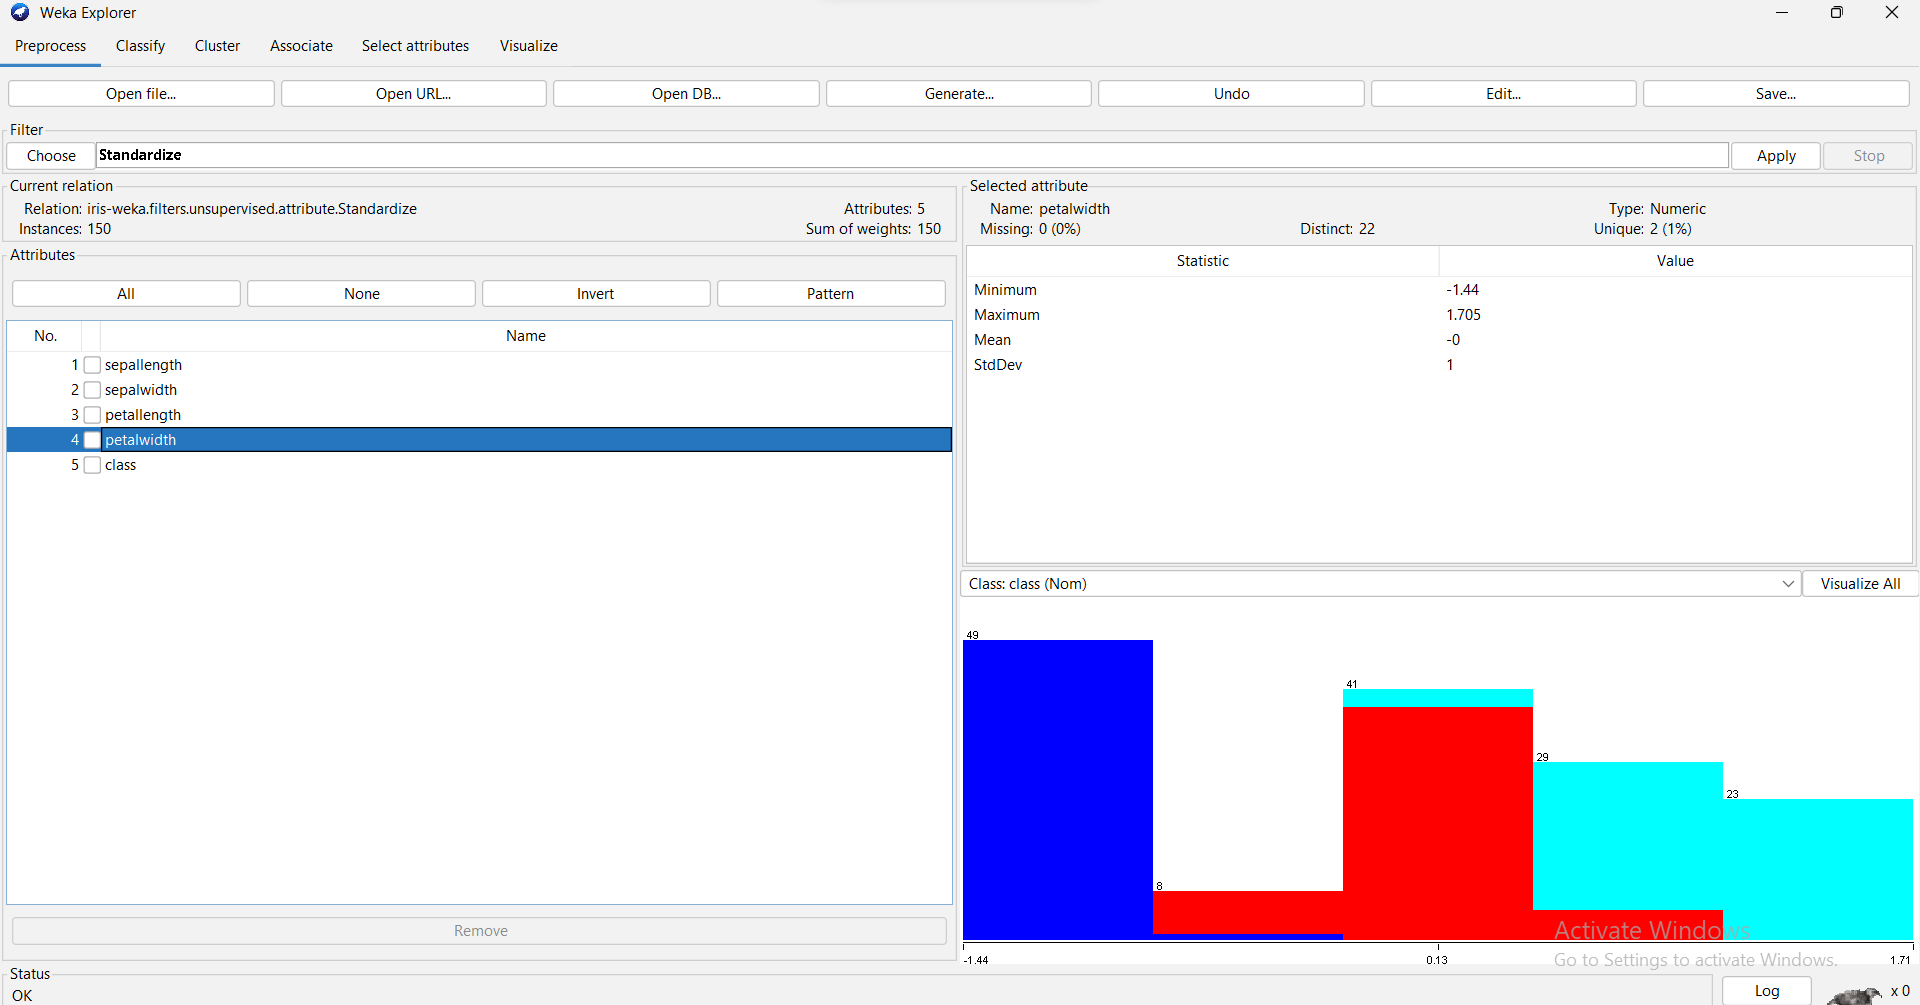 Weka Explorer
Preprocess Classify Cluster Associate Select attributes Visualize
Open file... Open URL... Open DB... Generate... Undo Edit... Save...
Filter
Choose Standardize Apply Stop
Current relation
Relation: iris-weka.filters.unsupervised.attribute.Standardize Attributes: 5
Instances: 150 Sum of weights: 150
Attributes
All None Invert Pattern
No. Name
1 sepallength
2 sepalwidth
3 petallength
4 petalwidth
5 class
Remove
Status
OK
Selected attribute
Name: petalwidth Type: Numeric
Missing: 0 (0%) Distinct: 22 Unique: 2 (1%)
Statistic Value
Minimum -1.44
Maximum 1.705
Mean -0
StdDev 1
Class: class (Nom) Visualize All
49
41
29
23
8
-1.44 0.13 1.71
Activate Windows
Go to Settings to activate Windows.
Log x 0